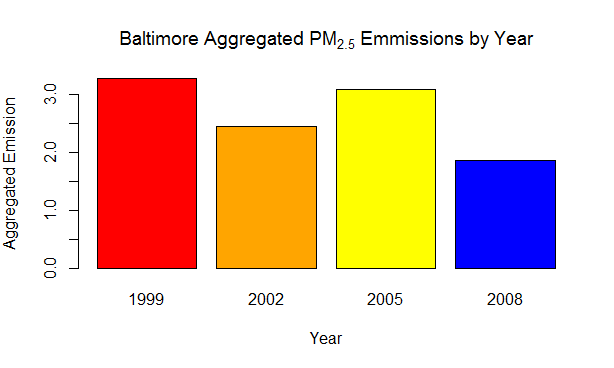 Baltimore Aggregated PM2.5 Emmissions by Year
Aggregated Emission
3.0
2.0
1.0
0.0
1999 2002 2005 2008
Year